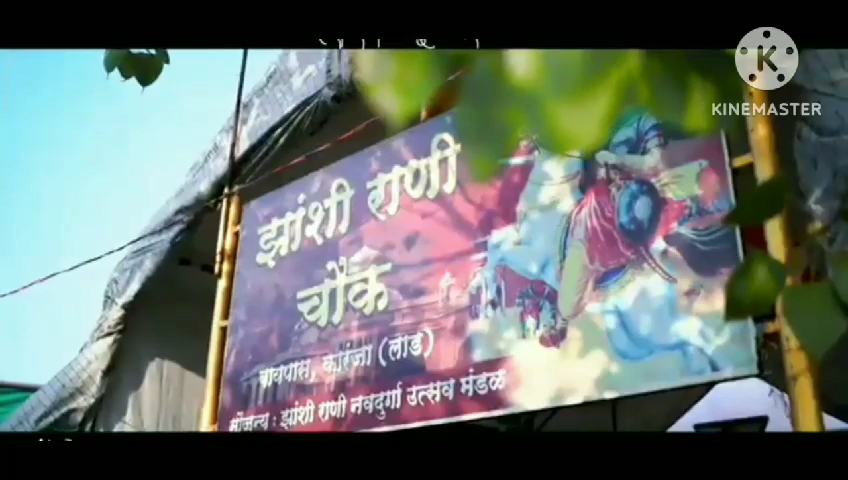 KINEMASTER
झांशी राणी
चौक
बायपास, कारंजा (लाड)
सौजन्य : झांशी राणी नवदुर्गा उत्सव मंडळ